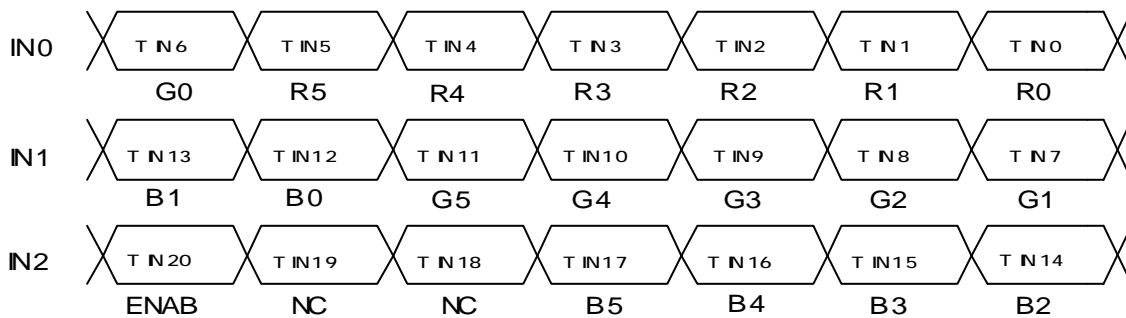 IN0 TIN6 TIN5 TIN4 TIN3 TIN2 TIN1 TIN0
G0 R5 R4 R3 R2 R1 R0
IN1 TIN13 TIN12 TIN11 TIN10 TIN9 TIN8 TIN7
B1 B0 G5 G4 G3 G2 G1
IN2 TIN20 TIN19 TIN18 TIN17 TIN16 TIN15 TIN14
ENAB NC NC B5 B4 B3 B2